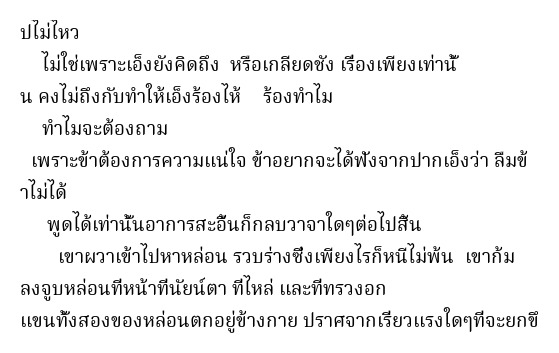 ปไม่ไหว
ไม่ใช่เพราะเอ็งยังคิดถึง หรือเกลียดชัง เรื่องเพียงเท่านั้
น คงไม่ถึงกับทำให้เอ็งร้องไห้ ร้องทำไม
ทำไมจะต้องถาม
เพราะข้าต้องการความแน่ใจ ข้าอยากจะได้ฟังจากปากเอ็งว่า ลืมข้
าไม่ได้
พูดได้เท่านั้นอาการสะอื้นก็กลบวาจาใดๆต่อไปสิ้น
เขาผวาเข้าไปหาหล่อน รวบร่างซึ่งเพียงไรก็หนีไม่พ้น เขาก้ม
ลงจูบหล่อนที่หน้าที่นัยน์ตา ที่ไหล่ และที่ทรวงอก
แขนทั้งสองของหล่อนตกอยู่ข้างกาย ปราศจากเรี่ยวแรงใดๆที่จะยกขึ